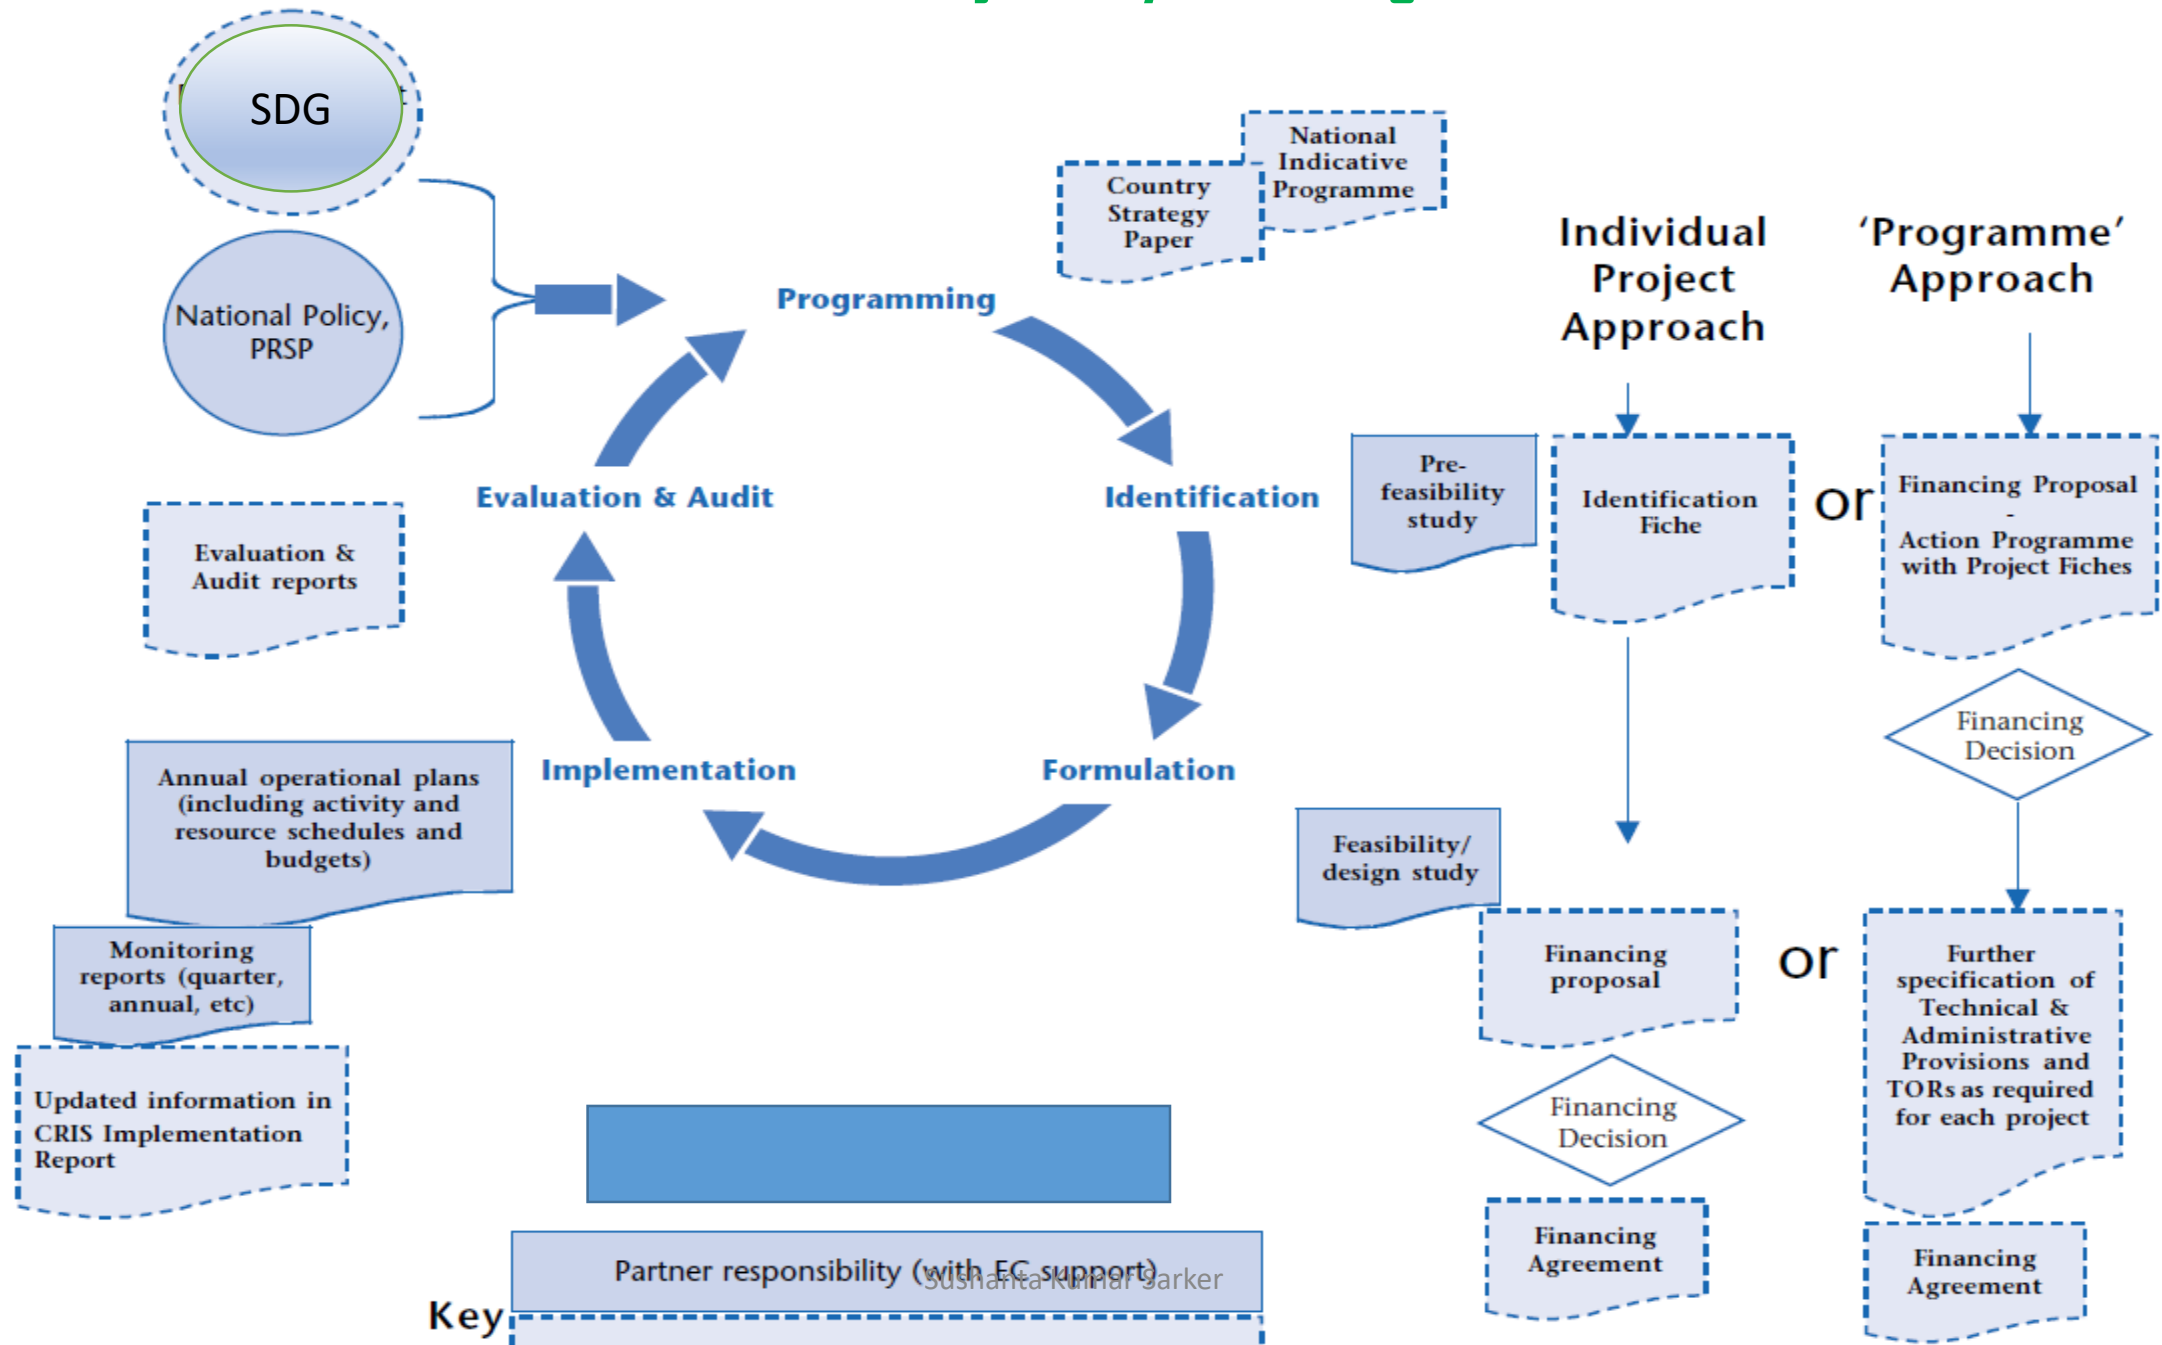 SDG
National Policy,
PRSP
Programming
National
Indicative
Programme
Country
Strategy
Paper
Individual
Project
Approach
‘Programme’
Approach
Evaluation & Audit
Identification
Evaluation &
Audit reports
Pre-
feasibility
study
Identification
Fiche
or
Financing Proposal
-
Action Programme
with Project Fiches
Financing
Decision
Implementation
Formulation
Annual operational plans
(including activity and
resource schedules and
budgets)
Monitoring
reports (quarter,
annual, etc)
Updated information in
CRIS Implementation
Report
Feasibility/
design study
Financing
proposal
or
Further
specification of
Technical &
Administrative
Provisions and
TORs as required
for each project
Financing
Decision
Financing
Agreement
Financing
Agreement
Partner responsibility (with EC support)
Sushanta Kumar Sarker
Key